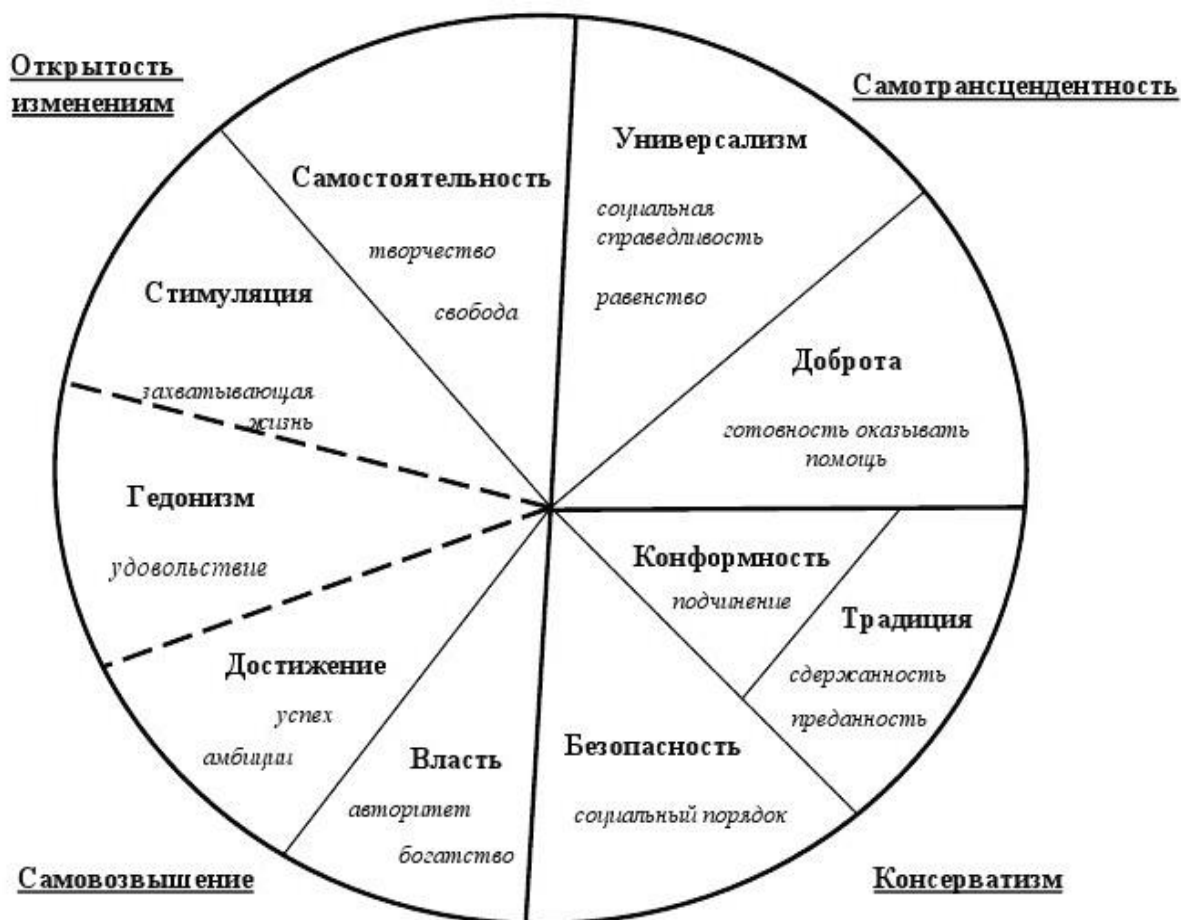 Открытость
изменениям
Самотрансцендентность
Универсализм
социальная
справедливость
равенство
Самостоятельность
творчество
свобода
Стимуляция
захватывающая
жизнь
Доброта
готовность оказывать
помощь
Гедонизм
удовольствие
Конформность
подчинение
Традиция
сдержанность
преданность
Достижение
успех
амбиции
Власть
авторитет
богатство
Безопасность
социальный порядок
Самовозвышение
Консерватизм